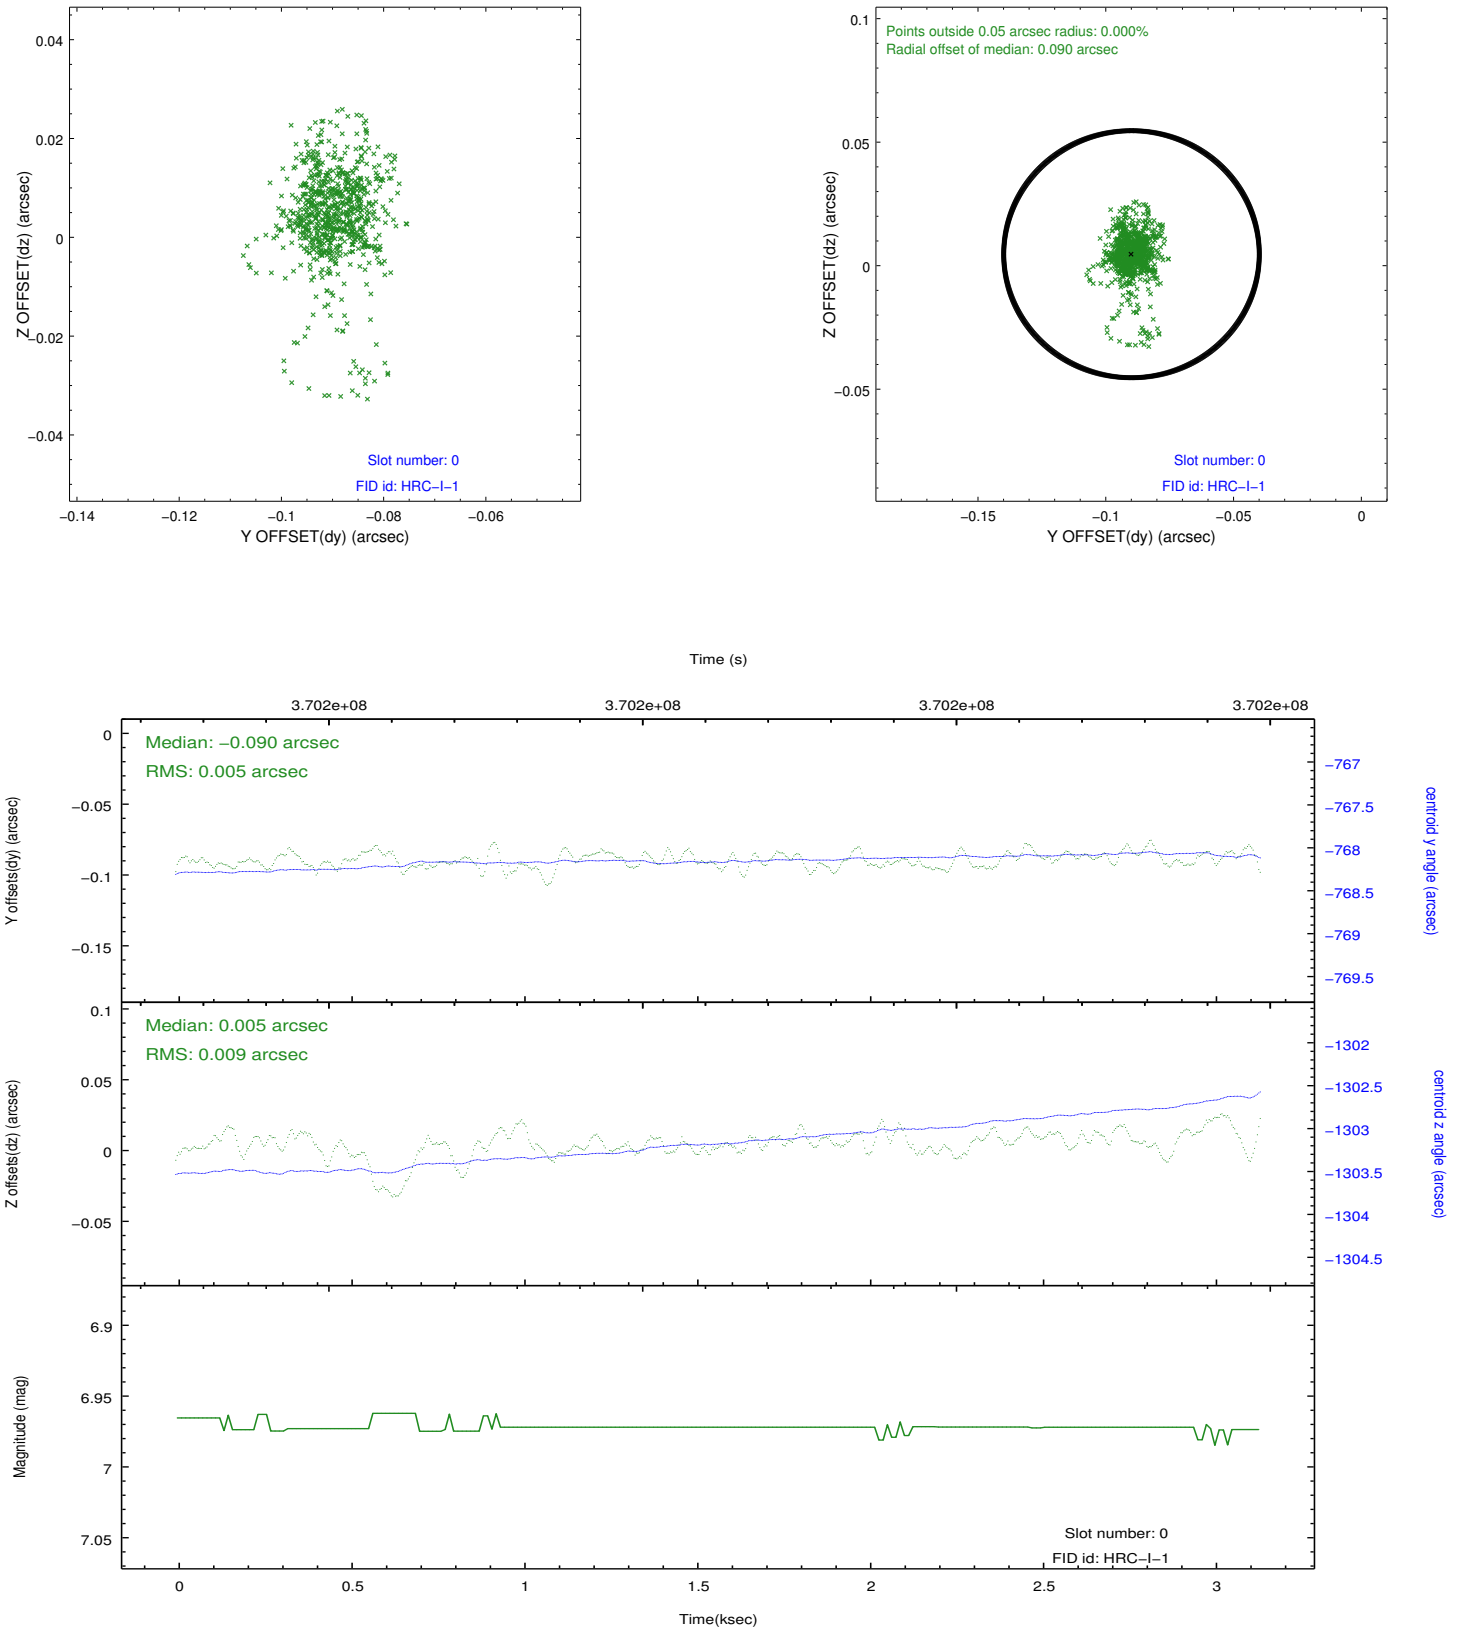 0.04
0.02
0
−0.02
−0.04
Z OFFSET(dz) (arcsec)
Slot number: 0
FID id: HRC−I−1
−0.14
−0.12
−0.1
−0.08
−0.06
Y OFFSET(dy) (arcsec)
0.1
0.05
0
−0.05
Z OFFSET(dz) (arcsec)
Points outside 0.05 arcsec radius: 0.000%
Radial offset of median: 0.090 arcsec
Slot number: 0
FID id: HRC−I−1
−0.15
−0.1
−0.05
0
Y OFFSET(dy) (arcsec)
Time (s)
3.702e+08
3.702e+08
3.702e+08
3.702e+08
Median: −0.090 arcsec
RMS: 0.005 arcsec
0
−0.05
−0.1
−0.15
Y offsets(dy) (arcsec)
−767
−767.5
−768
−768.5
−769
−769.5
centroid y angle (arcsec)
Median: 0.005 arcsec
RMS: 0.009 arcsec
0.1
0.05
0
−0.05
Z offsets(dz) (arcsec)
−1302
−1302.5
−1303
−1303.5
−1304
−1304.5
centroid z angle (arcsec)
6.9
6.95
7
7.05
Magnitude (mag)
Slot number: 0
FID id: HRC−I−1
0
0.5
1
1.5
2
2.5
3
Time(ksec)